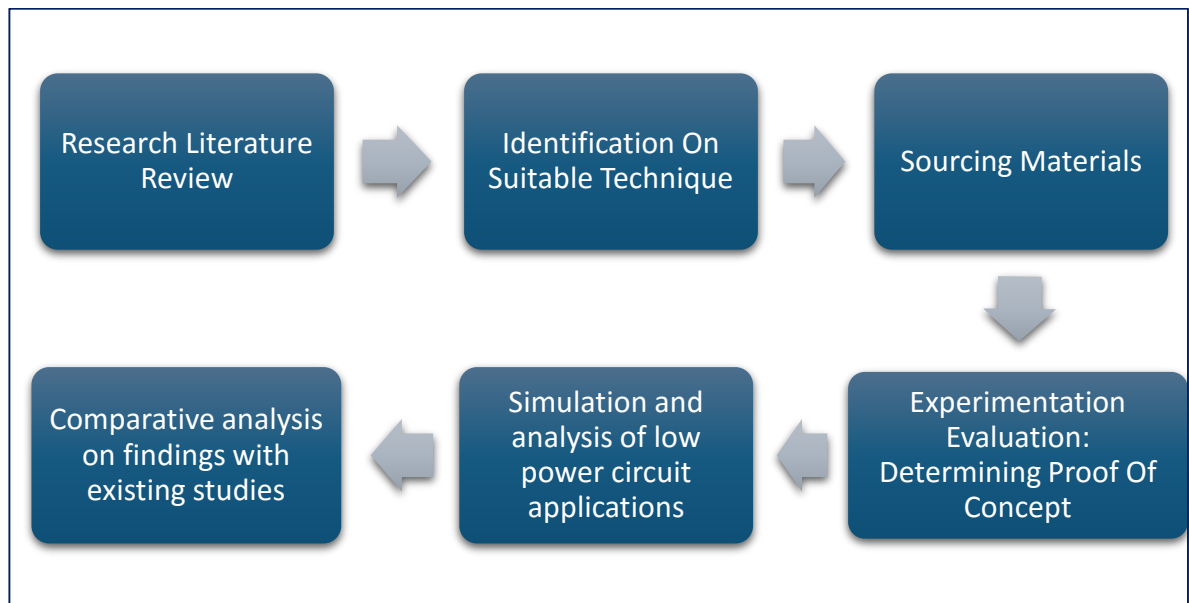 Research Literature
Review
Identification On
Suitable Technique
Sourcing Materials
Experimentation
Evaluation:
Determining Proof Of
Concept
Simulation and
analysis of low
power circuit
applications
Comparative analysis
on findings with
existing studies